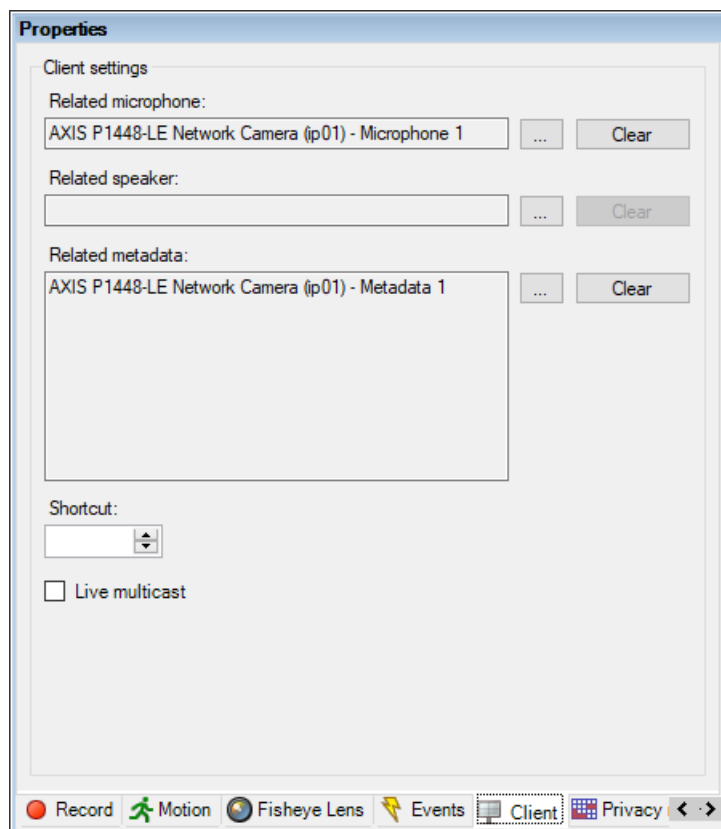 Properties
Client settings
Related microphone:
AXIS P1448-LE Network Camera (ip01) - Microphone 1 ... Clear
Related speaker:
... Clear
Related metadata:
AXIS P1448-LE Network Camera (ip01) - Metadata 1 ... Clear
Shortcut:
Live multicast
Record Motion Fisheye Lens Events Client Privacy